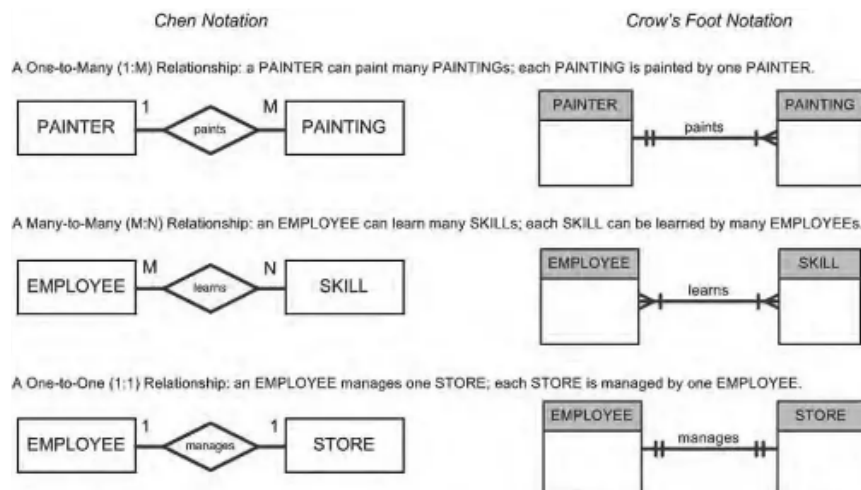 Chen Notation Crow's Foot Notation
A One-to-Many (1:M) Relationship: a PAINTER can paint many PAINTINGs; each PAINTING is painted by one PAINTER.
PAINTER 1 paints M PAINTING
PAINTER paints PAINTING
A Many-to-Many (M:N) Relationship: an EMPLOYEE can learn many SKILLs; each SKILL can be learned by many EMPLOYEEs.
EMPLOYEE M learns N SKILL
EMPLOYEE learns SKILL
A One-to-One (1:1) Relationship: an EMPLOYEE manages one STORE; each STORE is managed by one EMPLOYEE.
EMPLOYEE 1 manages 1 STORE
EMPLOYEE manages STORE